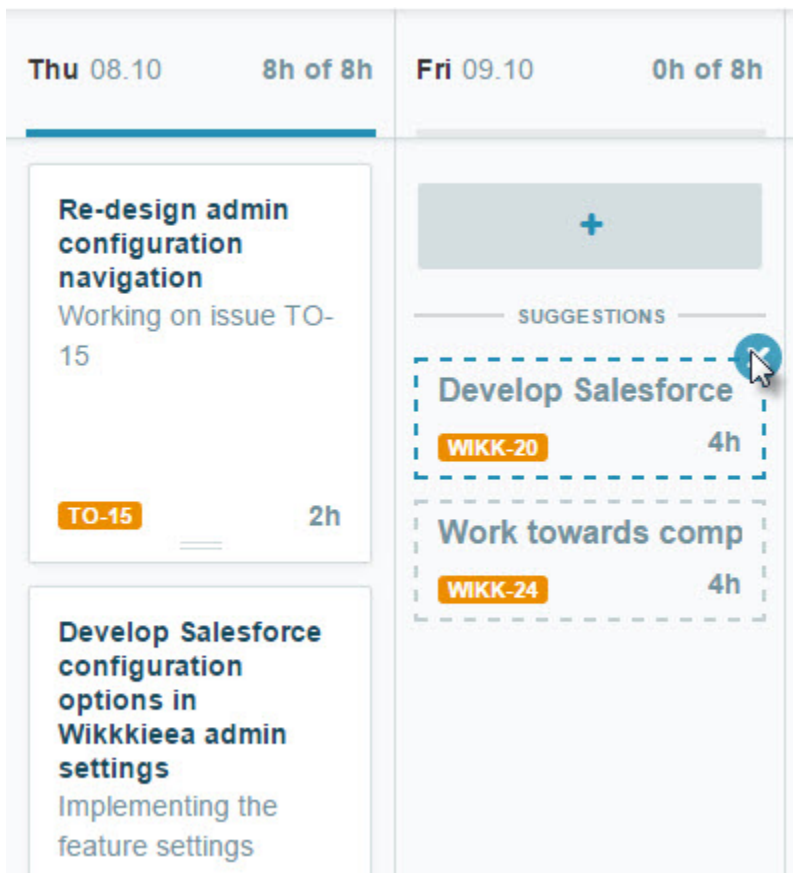 Thu 08.10 8h of 8h
Re-design admin
configuration
navigation
Working on issue TO-
15
TO-15 2h
Develop Salesforce
configuration
options in
Wikkkieea admin
settings
Implementing the
feature settings
Fri 09.10 0h of 8h
+
SUGGESTIONS
Develop Salesforce
WIKK-20 4h
Work towards comp
WIKK-24 4h